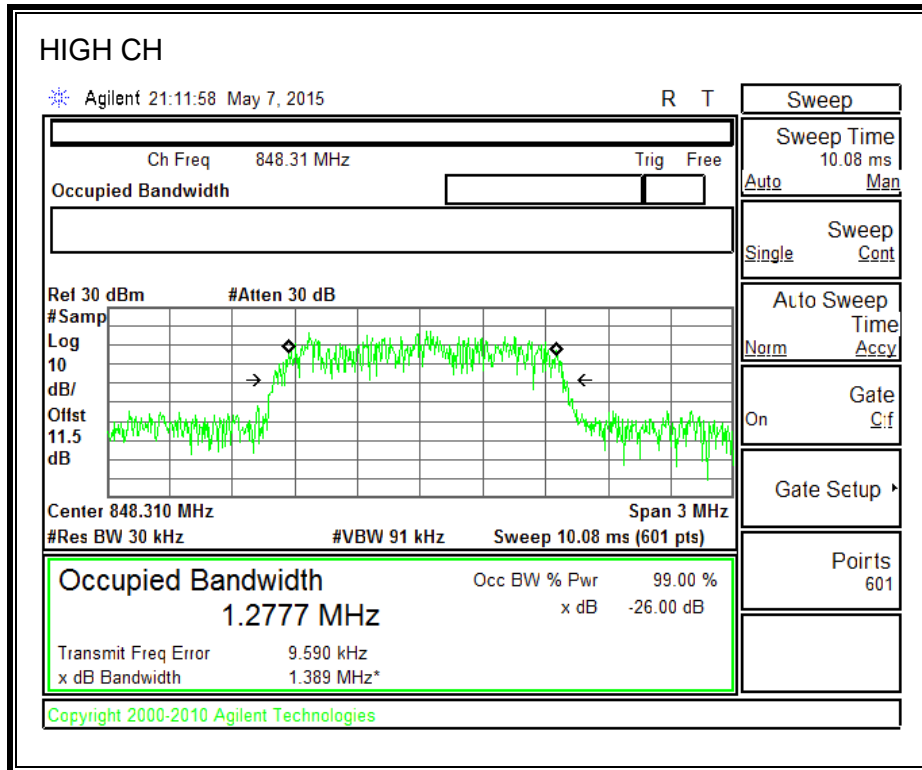 HIGH CH
Agilent 21:11:58 May 7, 2015 R T
Ch Freq 848.31 MHz Trig Free
Occupied Bandwidth
Ref 30 dBm #Atten 30 dB
#Samp
Log
10
dB/
Offst
11.5
dB
Center 848.310 MHz Span 3 MHz
#Res BW 30 kHz #VBW 91 kHz Sweep 10.08 ms (601 pts)
Occupied Bandwidth
1.2777 MHz
Occ BW % Pwr 99.00 %
x dB -26.00 dB
Transmit Freq Error 9.590 kHz
x dB Bandwidth 1.389 MHz*
Copyright 2000-2010 Agilent Technologies
Sweep
Sweep Time
10.08 ms
Auto Man
Sweep
Single Cont
Auto Sweep
Time
Norm Accy
Gate
On Off
Gate Setup
Points
601